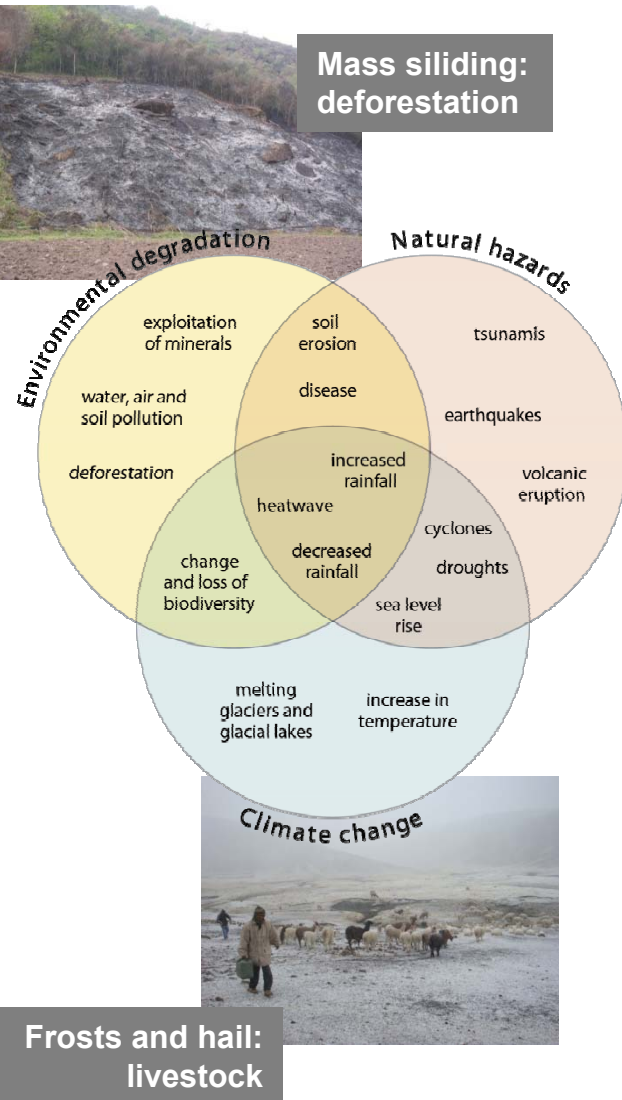 Mass siliding:
deforestation
Environmental degradation
Natural hazards
exploitation
of minerals
soil
erosion
tsunamis
water, air and
soil pollution
disease
earthquakes
deforestation
increased
rainfall
volcanic
eruption
heatwave
cyclones
change
and loss of
biodiversity
decreased
rainfall
droughts
sea level
rise
melting
glaciers and
glacial lakes
increase in
temperature
Climate change
Frosts and hail:
livestock